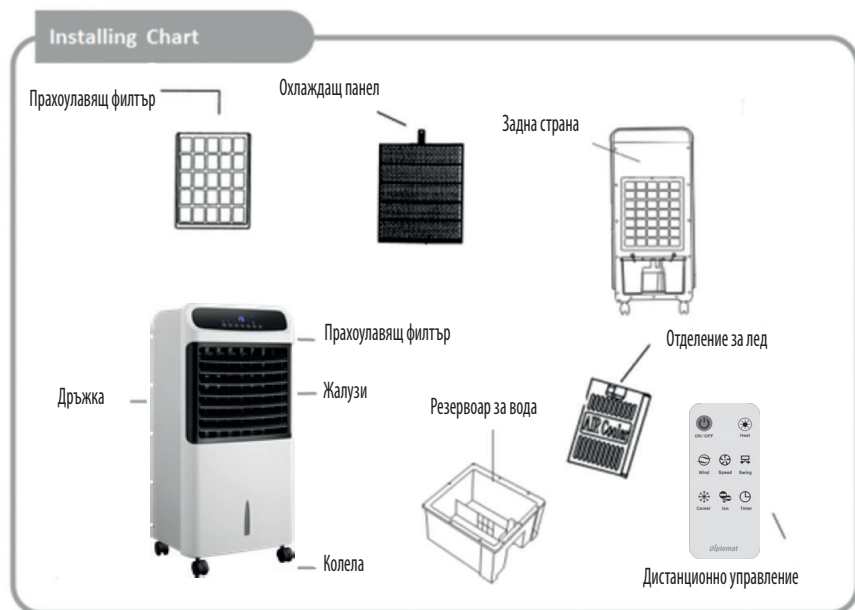 Installing Chart
Прахоулавящ филтър
Охлаждащ панел
Задна страна
Прахоулавящ филтър
Дръжка
Жалузи
Колела
Резервоар за вода
Отделение за лед
AIR Cooler
ON/OFF
Heat
Wind
Speed
Swing
Cooler
Ion
Timer
Diplomat
Дистанционно управление